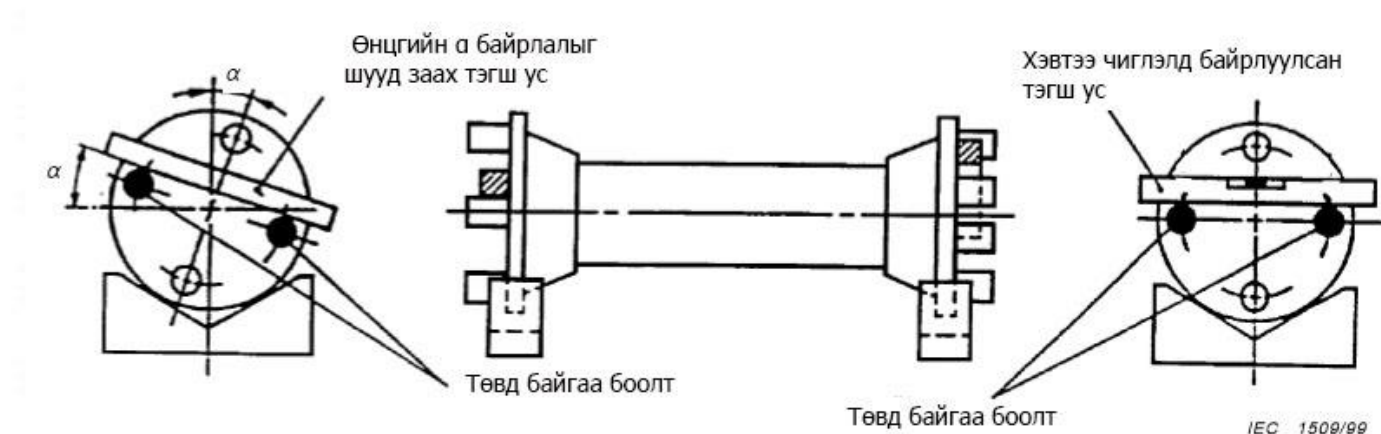 Өнцгийн α байрлалыг
шууд заах тэгш ус
α
α
Төвд байгаа боолт
Хэвтээ чиглэлд байрлуулсан
тэгш ус
Төвд байгаа боолт
IEC 1509/99